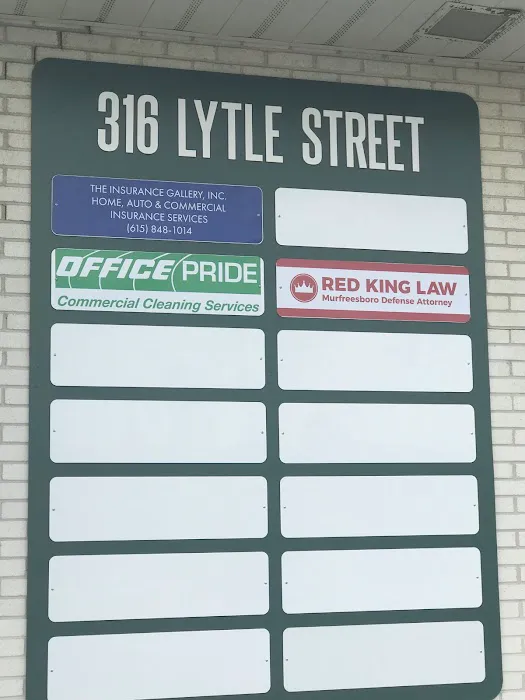 316 LYTLE STREET
THE INSURANCE GALLERY, INC.
HOME, AUTO & COMMERCIAL
INSURANCE SERVICES
(615) 848-1014
OFFICE PRIDE
Commercial Cleaning Services
RED KING LAW
Murfreesboro Defense Attorney